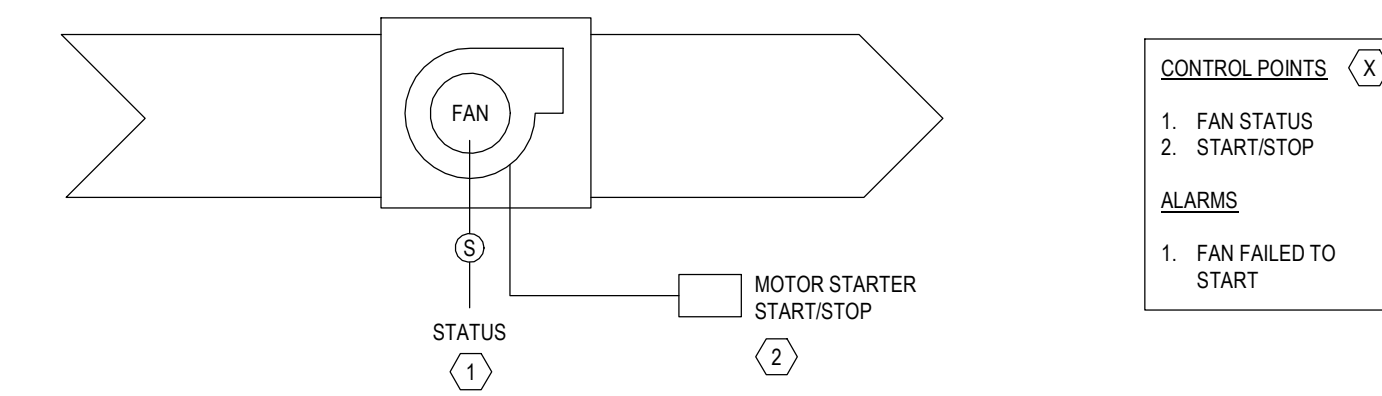 FAN
S
STATUS
1
MOTOR STARTER
START/STOP
2
CONTROL POINTS X
1. FAN STATUS
2. START/STOP
ALARMS
1. FAN FAILED TO
START